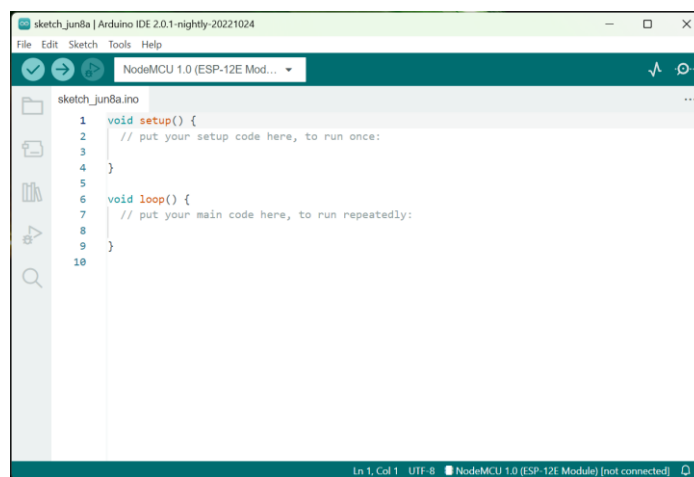 sketch_jun8a | Arduino IDE 2.0.1-nightly-20221024
File Edit Sketch Tools Help
NodeMCU 1.0 (ESP-12E Mod...
sketch_jun8a.ino
1 void setup() {
2 // put your setup code here, to run once:
3
4 }
5
6 void loop() {
7 // put your main code here, to run repeatedly:
8
9 }
10
Ln 1, Col 1 UTF-8 NodeMCU 1.0 (ESP-12E Module) [not connected]